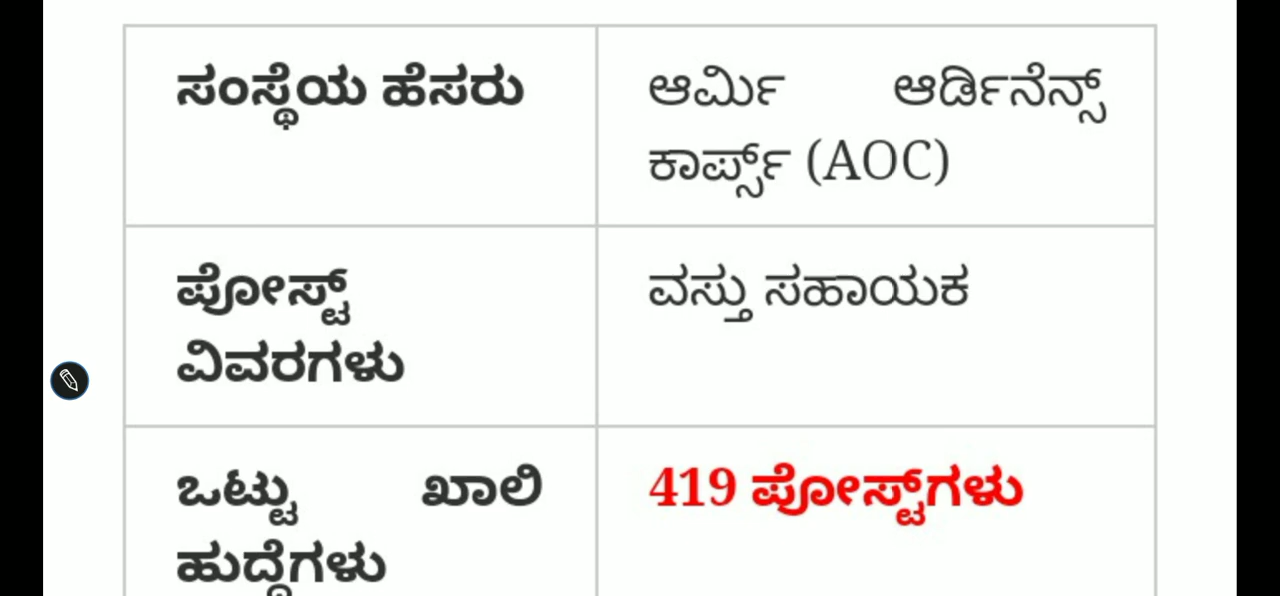 ಸಂಸ್ಥೆಯ ಹೆಸರು
ಆರ್ಮಿ ಆರ್ಡಿನೆನ್ಸ್
ಕಾರ್ಪ್ಸ್ (AOC)
ಪೋಸ್ಟ್
ವಿವರಗಳು
ವಸ್ತು ಸಹಾಯಕ
ಒಟ್ಟು ಖಾಲಿ
ಹುದ್ದೆಗಳು
419 ಪೋಸ್ಟ್‌ಗಳು